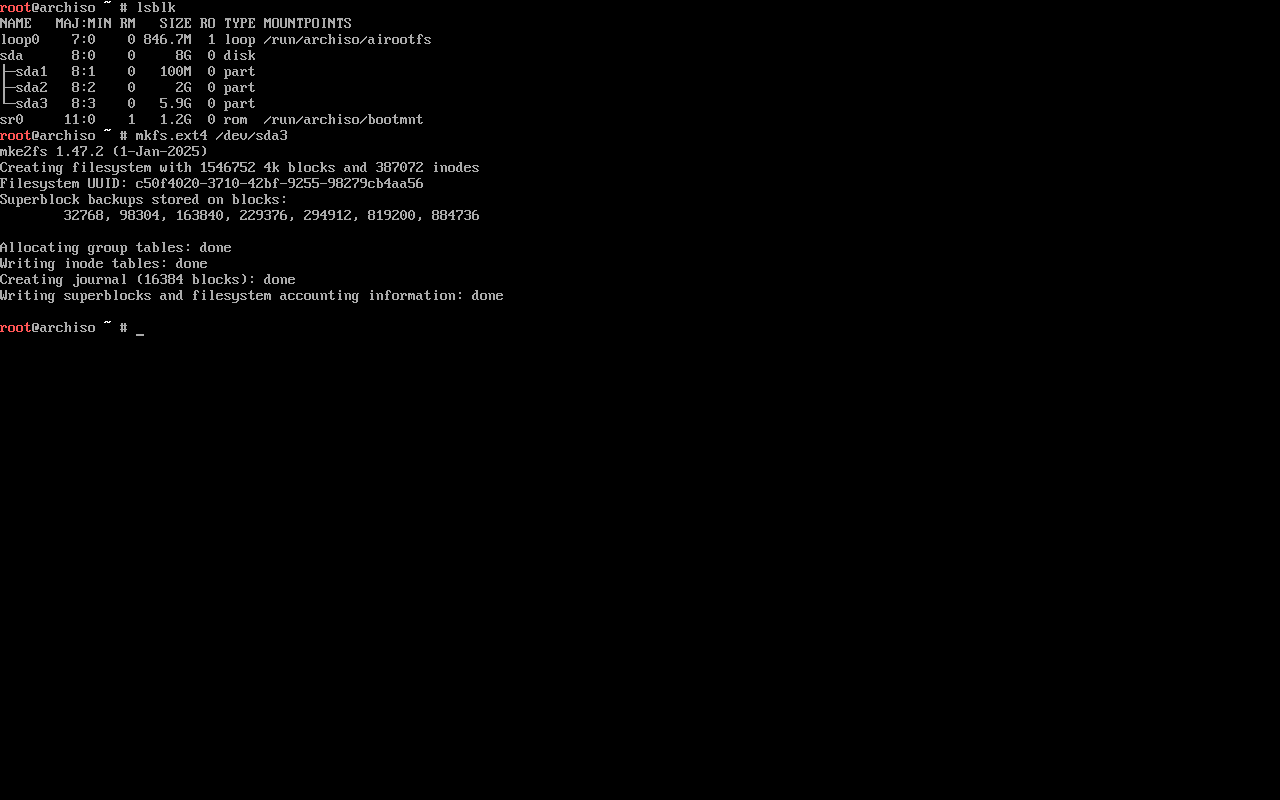 root@archiso ~ # lsblk
NAME   MAJ:MIN RM   SIZE RO TYPE MOUNTPOINTS
loop0    7:0    0 846.7M  1 loop /run/archiso/airootfs
sda      8:0    0     8G  0 disk
├─sda1   8:1    0   100M  0 part
├─sda2   8:2    0     2G  0 part
└─sda3   8:3    0   5.9G  0 part
sr0     11:0    1   1.2G  0 rom  /run/archiso/bootmnt
root@archiso ~ # mkfs.ext4 /dev/sda3
mke2fs 1.47.2 (1-Jan-2025)
Creating filesystem with 1546752 4k blocks and 387072 inodes
Filesystem UUID: c50f4020-3710-42bf-9255-98279cb4aa56
Superblock backups stored on blocks:
        32768, 98304, 163840, 229376, 294912, 819200, 884736
Allocating group tables: done
Writing inode tables: done
Creating journal (16384 blocks): done
Writing superblocks and filesystem accounting information: done
root@archiso ~ # _